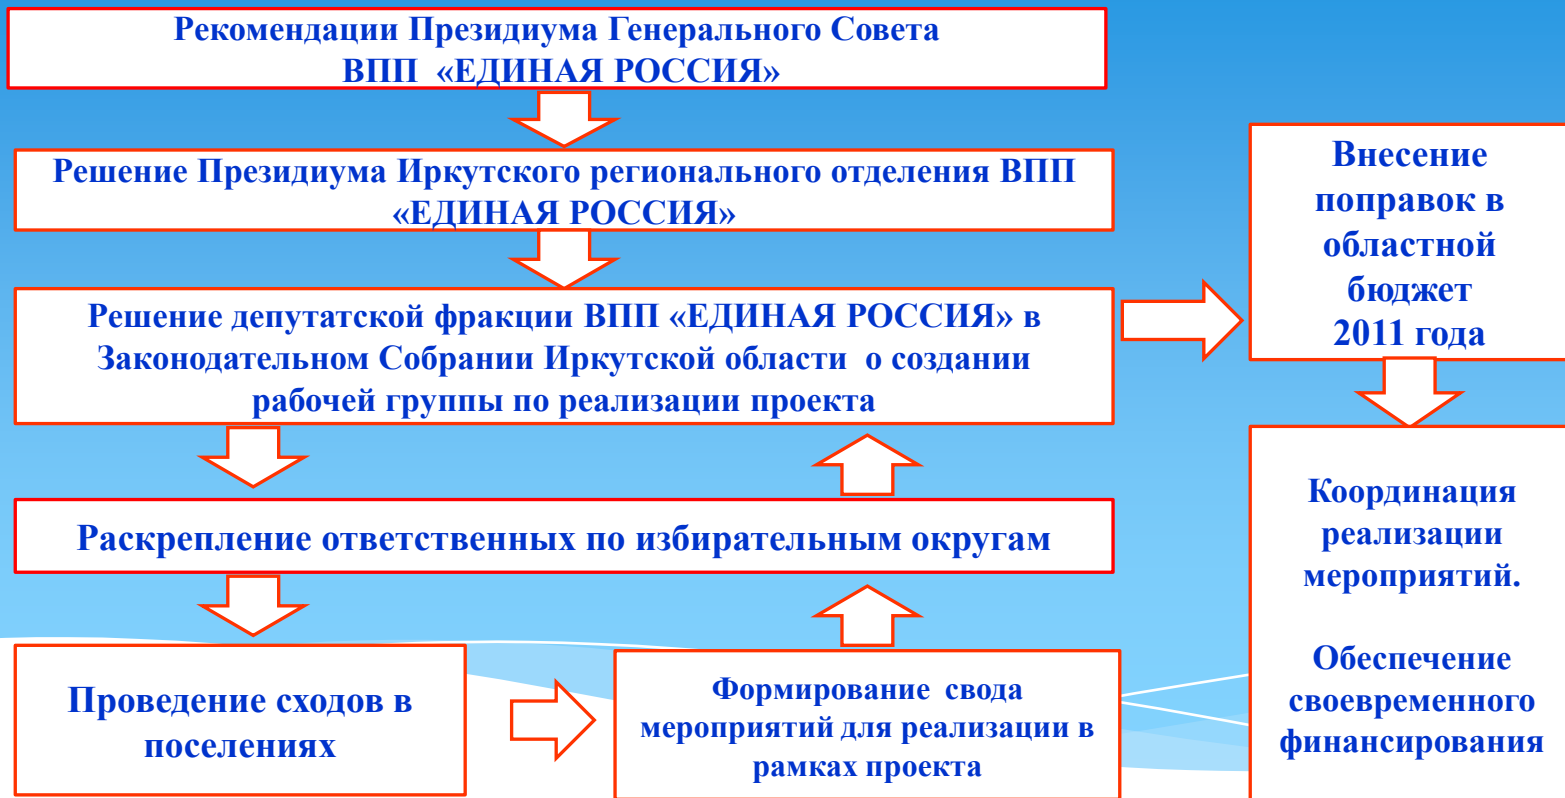 Рекомендации Президиума Генерального Совета
ВПП «ЕДИНАЯ РОССИЯ»
Решение Президиума Иркутского регионального отделения ВПП
«ЕДИНАЯ РОССИЯ»
Решение депутатской фракции ВПП «ЕДИНАЯ РОССИЯ» в
Законодательном Собрании Иркутской области о создании
рабочей группы по реализации проекта
Раскрепление ответственных по избирательным округам
Проведение сходов в
поселениях
Формирование свода
мероприятий для реализации в
рамках проекта
Внесение
поправок в
областной
бюджет
2011 года
Координация
реализации
мероприятий.
Обеспечение
своевременного
финансирования